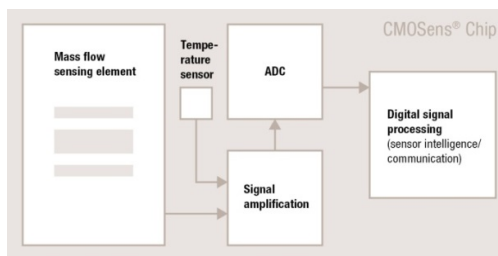 CMOSens® Chip
Mass flow
sensing element
Tempe-
rature
sensor
ADC
Digital signal
processing
(sensor intelligence/
communication)
Signal
amplification